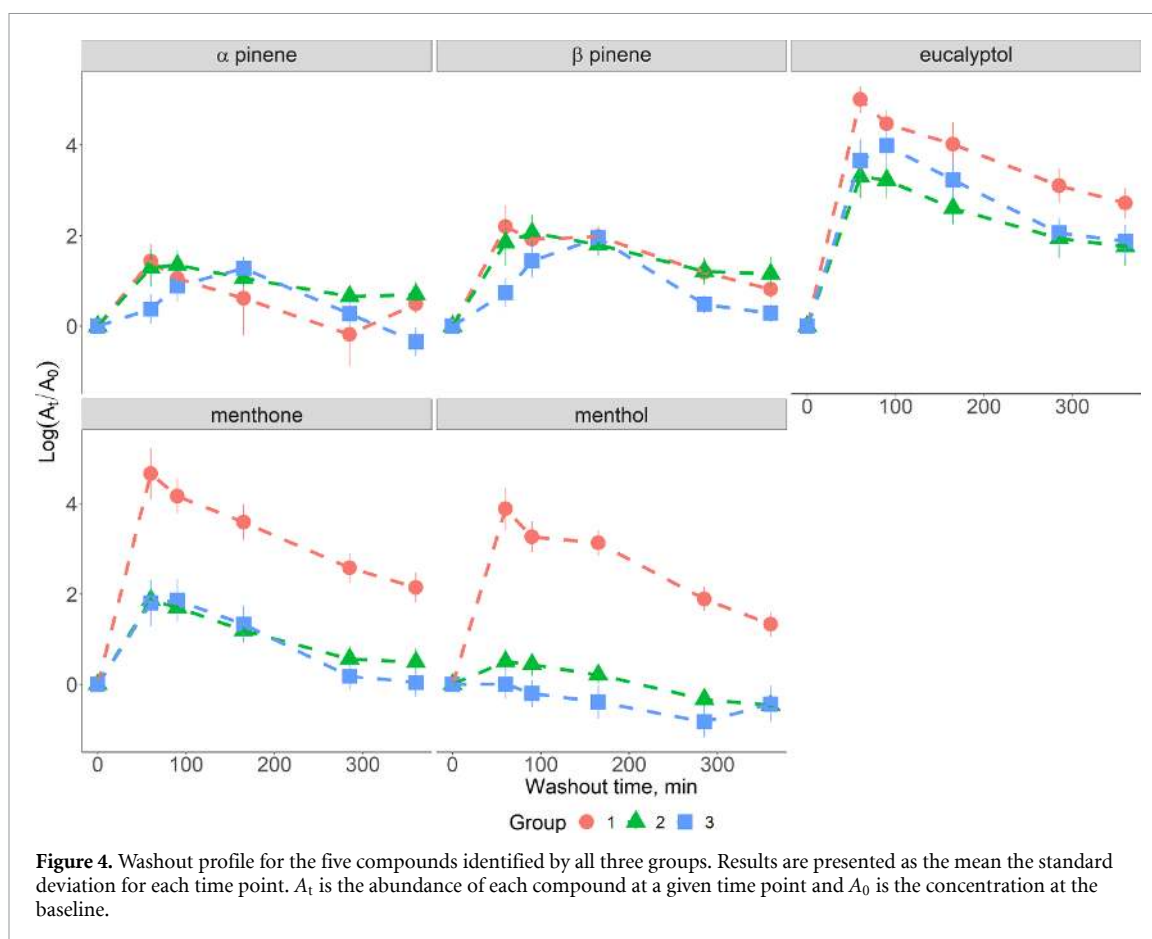 α pinene
β pinene
eucalyptol
4
2
0
0 100 200 300
Log(At/A0)
menthone
menthol
4
2
0
0 100 200 300
0 100 200 300
Washout time, min
Group 1 2 3
Figure 4. Washout profile for the five compounds identified by all three groups. Results are presented as the mean the standard
deviation for each time point. At is the abundance of each compound at a given time point and A0 is the concentration at the
baseline.